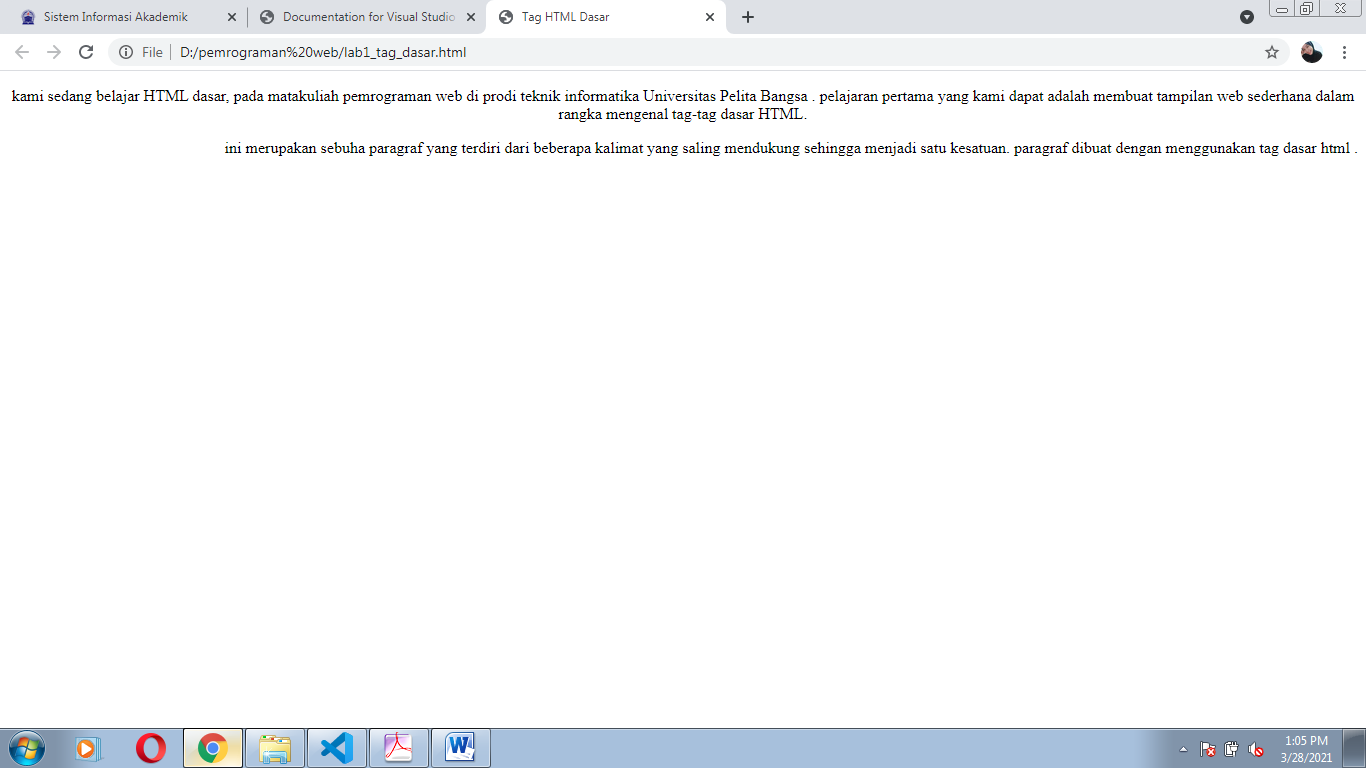 Sistem Informasi Akademik
Documentation for Visual Studio
Tag HTML Dasar
File
D:/pemrograman%20web/lab1_tag_dasar.html
kami sedang belajar HTML dasar, pada matakuliah pemrograman web di prodi teknik informatika Universitas Pelita Bangsa . pelajaran pertama yang kami dapat adalah membuat tampilan web sederhana dalam
rangka mengenal tag-tag dasar HTML.
ini merupakan sebuha paragraf yang terdiri dari beberapa kalimat yang saling mendukung sehingga menjadi satu kesatuan. paragraf dibuat dengan menggunakan tag dasar html .
1:05 PM
3/28/2021